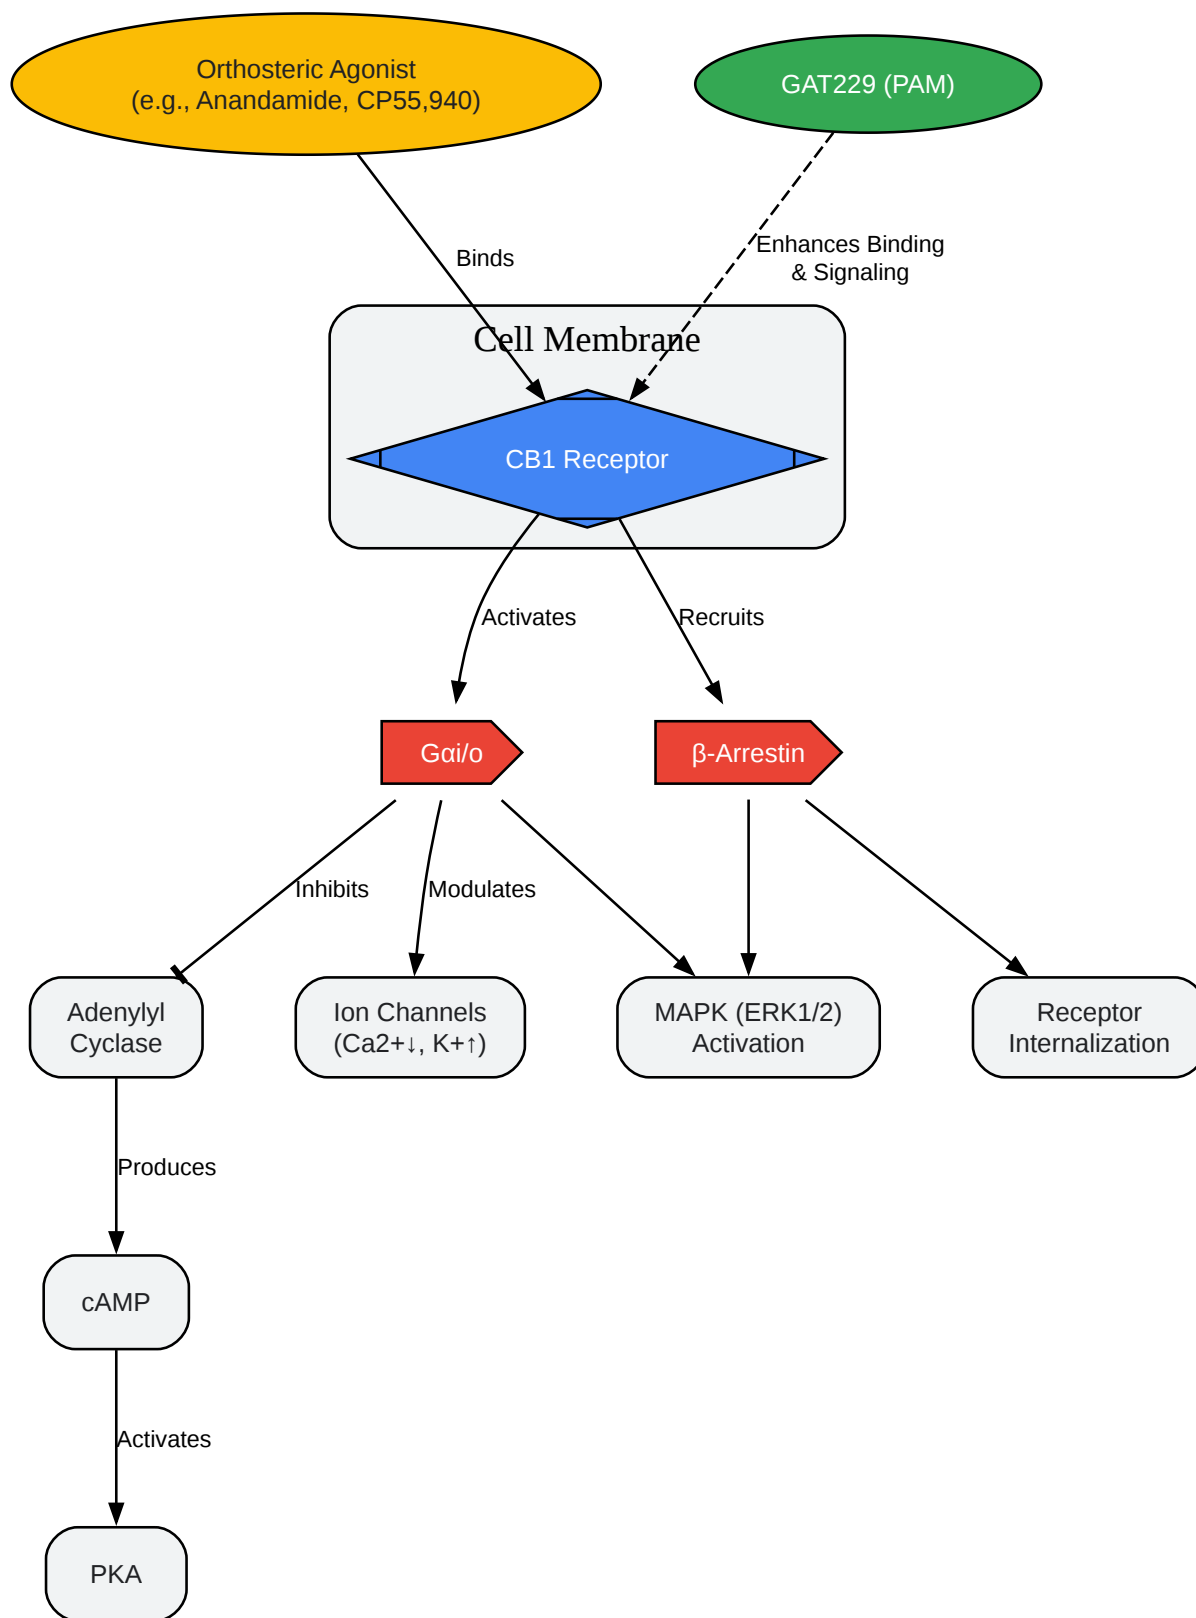 Orthosteric Agonist
(e.g., Anandamide, CP55,940)
GAT229 (PAM)
Binds
Enhances Binding
& Signaling
Cell Membrane
CB1 Receptor
Activates
Recruits
Gαi/o
β-Arrestin
Inhibits
Modulates
Adenylyl
Cyclase
Ion Channels
(Ca2+↓, K+↑)
MAPK (ERK1/2)
Activation
Receptor
Internalization
Produces
cAMP
Activates
PKA